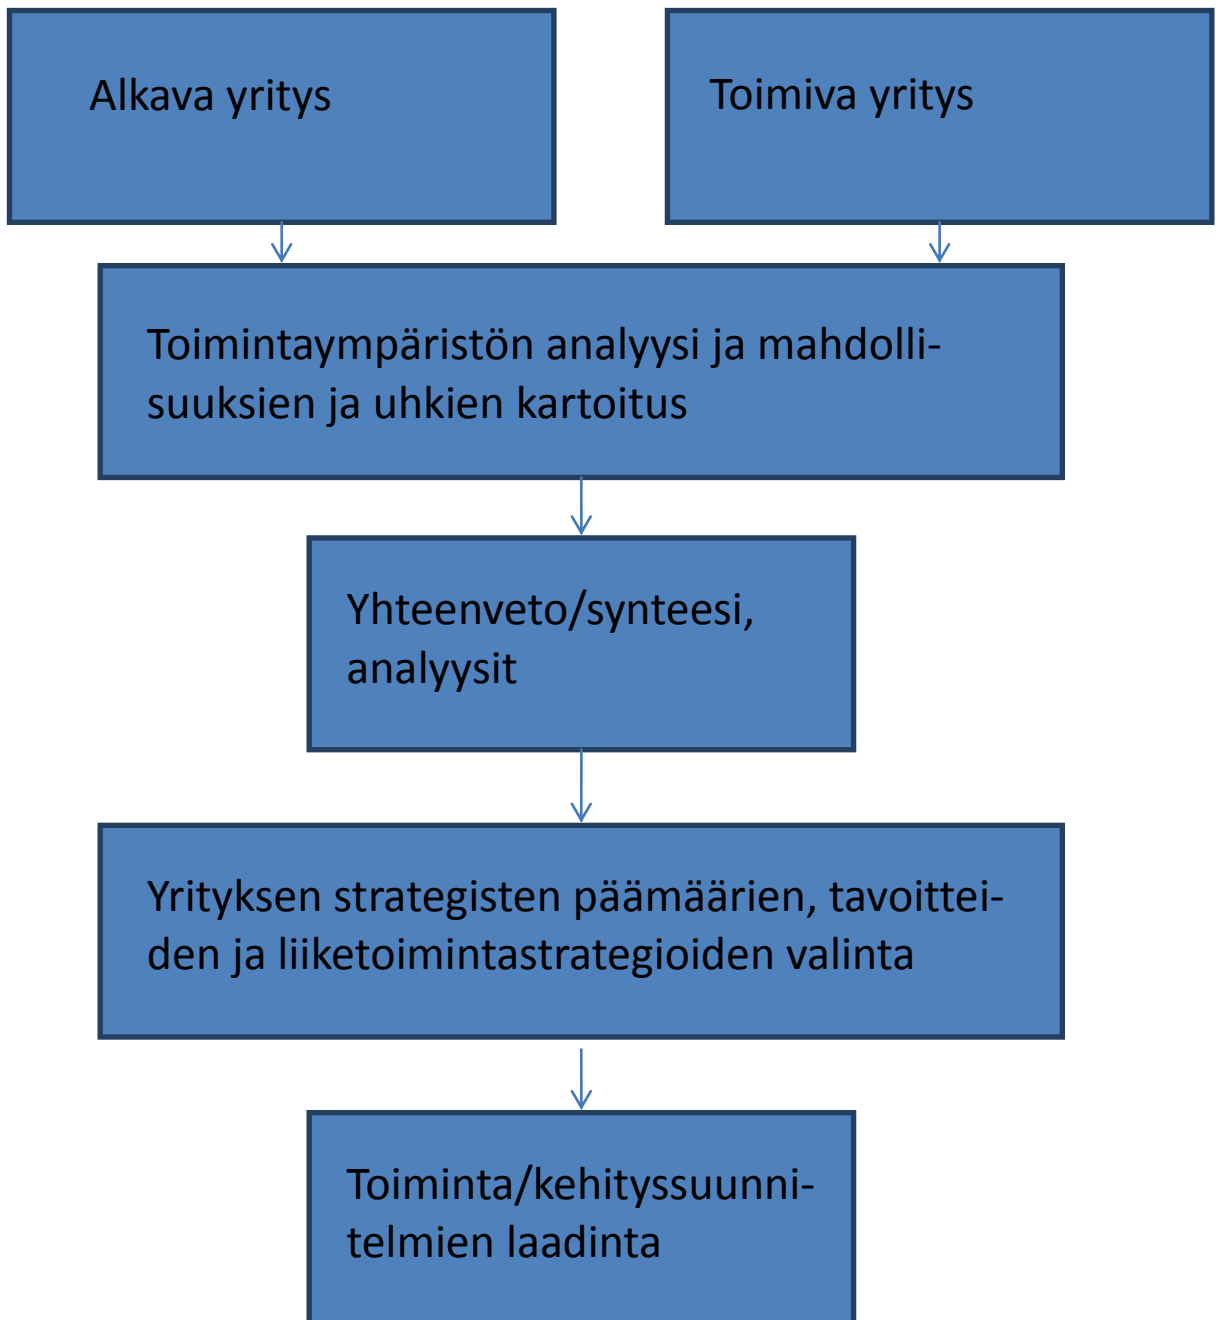 Alkava yritys
Toimiva yritys
Toimintaympäristön analyysi ja mahdolli-
suuksien ja uhkien kartoitus
Yhteenveto/synteesi,
analyysit
Yrityksen strategisten päämäärien, tavoittei-
den ja liiketoimintastrategioiden valinta
Toiminta/kehityssuunni-
telmien laadinta